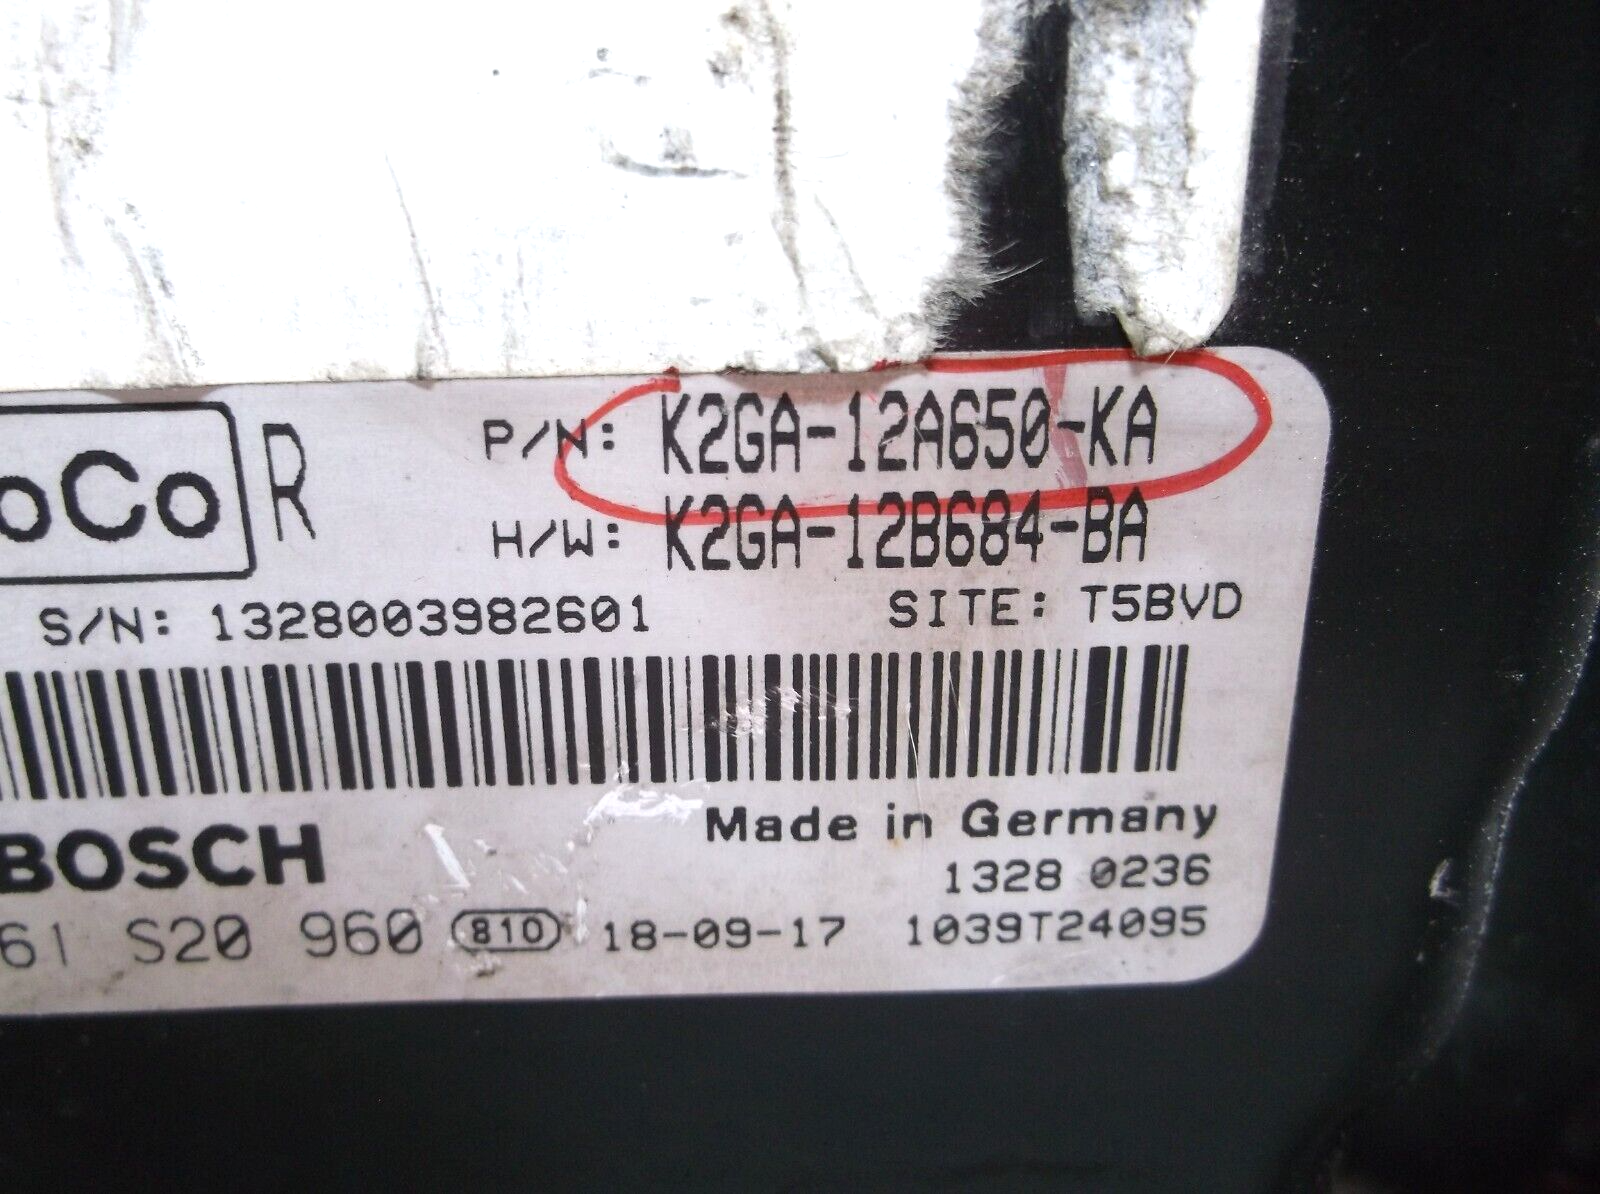 oCo R P/N: K2GA-12A650-KA
H/W: K2GA-12B684-BA
S/N: 1328003982601 SITE: T5BVD
BOSCH Made in Germany
1328 0236
61 S20 960 810 18-09-17 1039T24095